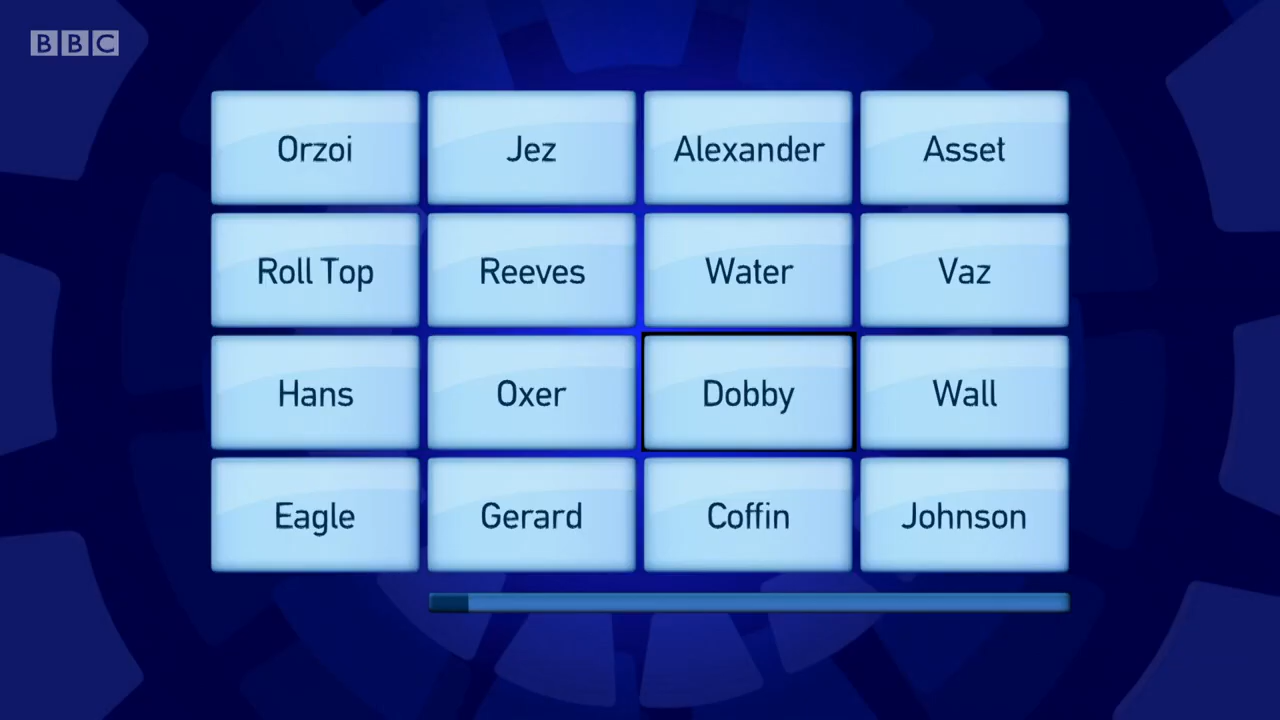 BBC
Orzoi
Jez
Alexander
Asset
Roll Top
Reeves
Water
Vaz
Hans
Oxer
Dobby
Wall
Eagle
Gerard
Coffin
Johnson